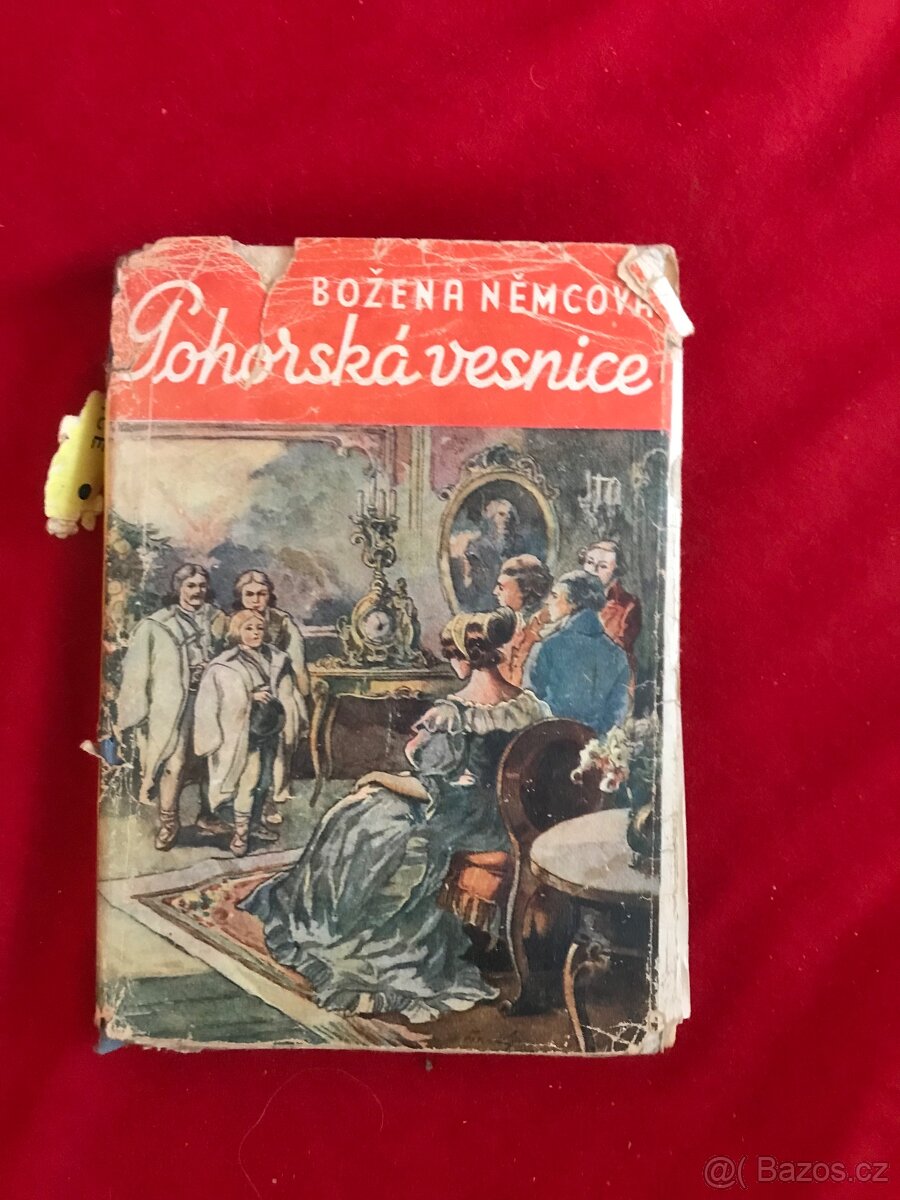 BOŽENA NĚMCOVÁ
Pohorská vesnice
@( Bazos.cz